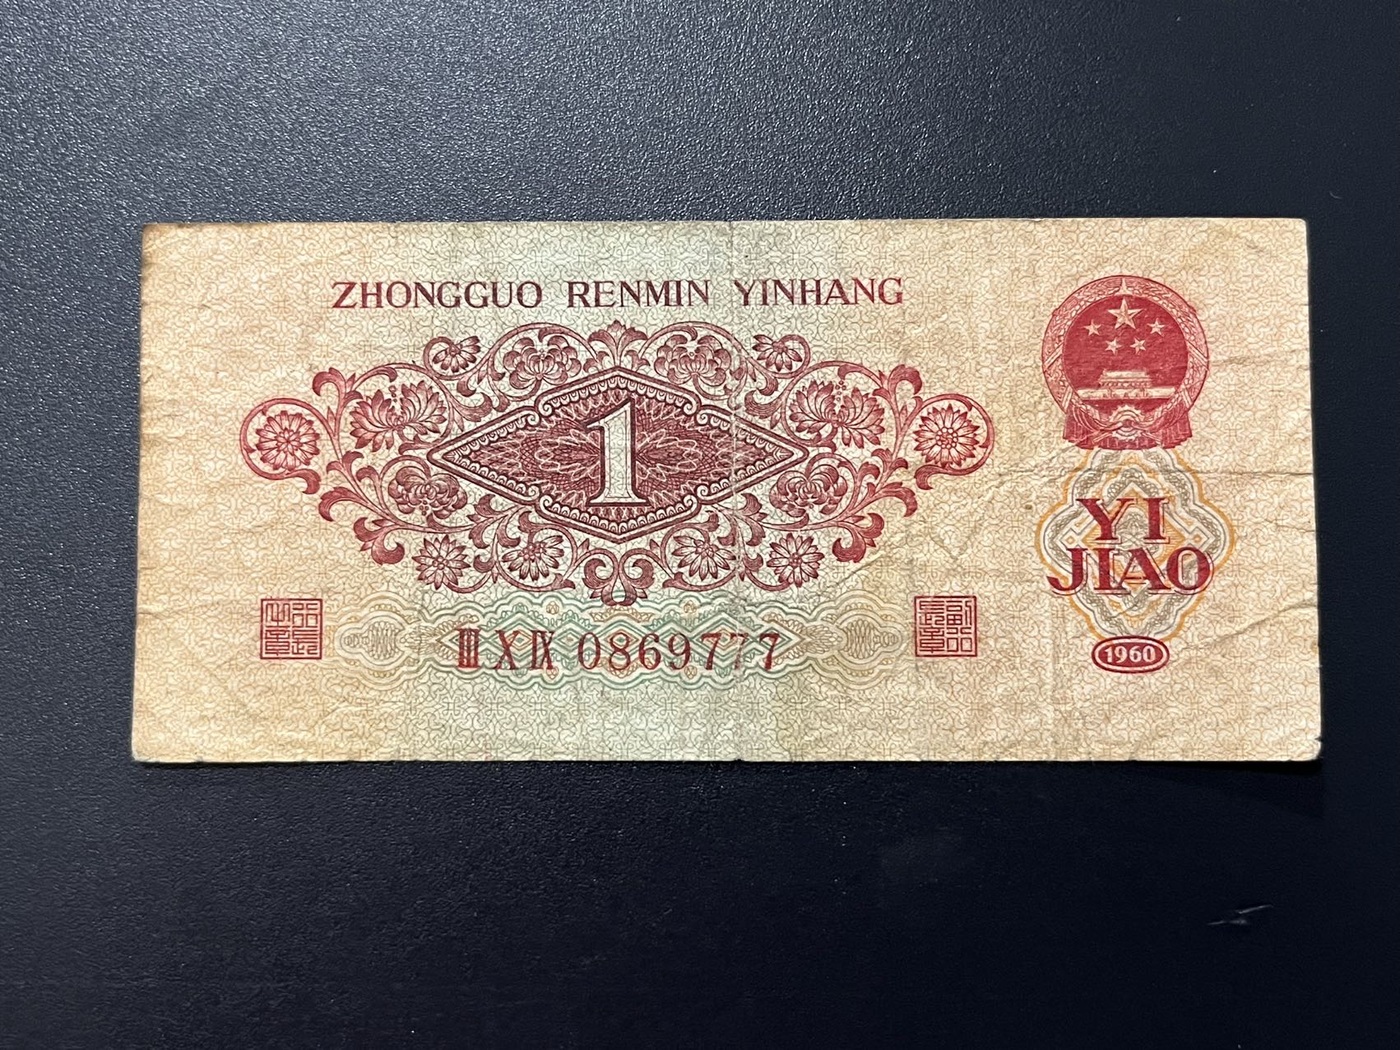 ZHONGGUO RENMIN YINHANG
1
YI
JIAO
1960
III X IX 0869777